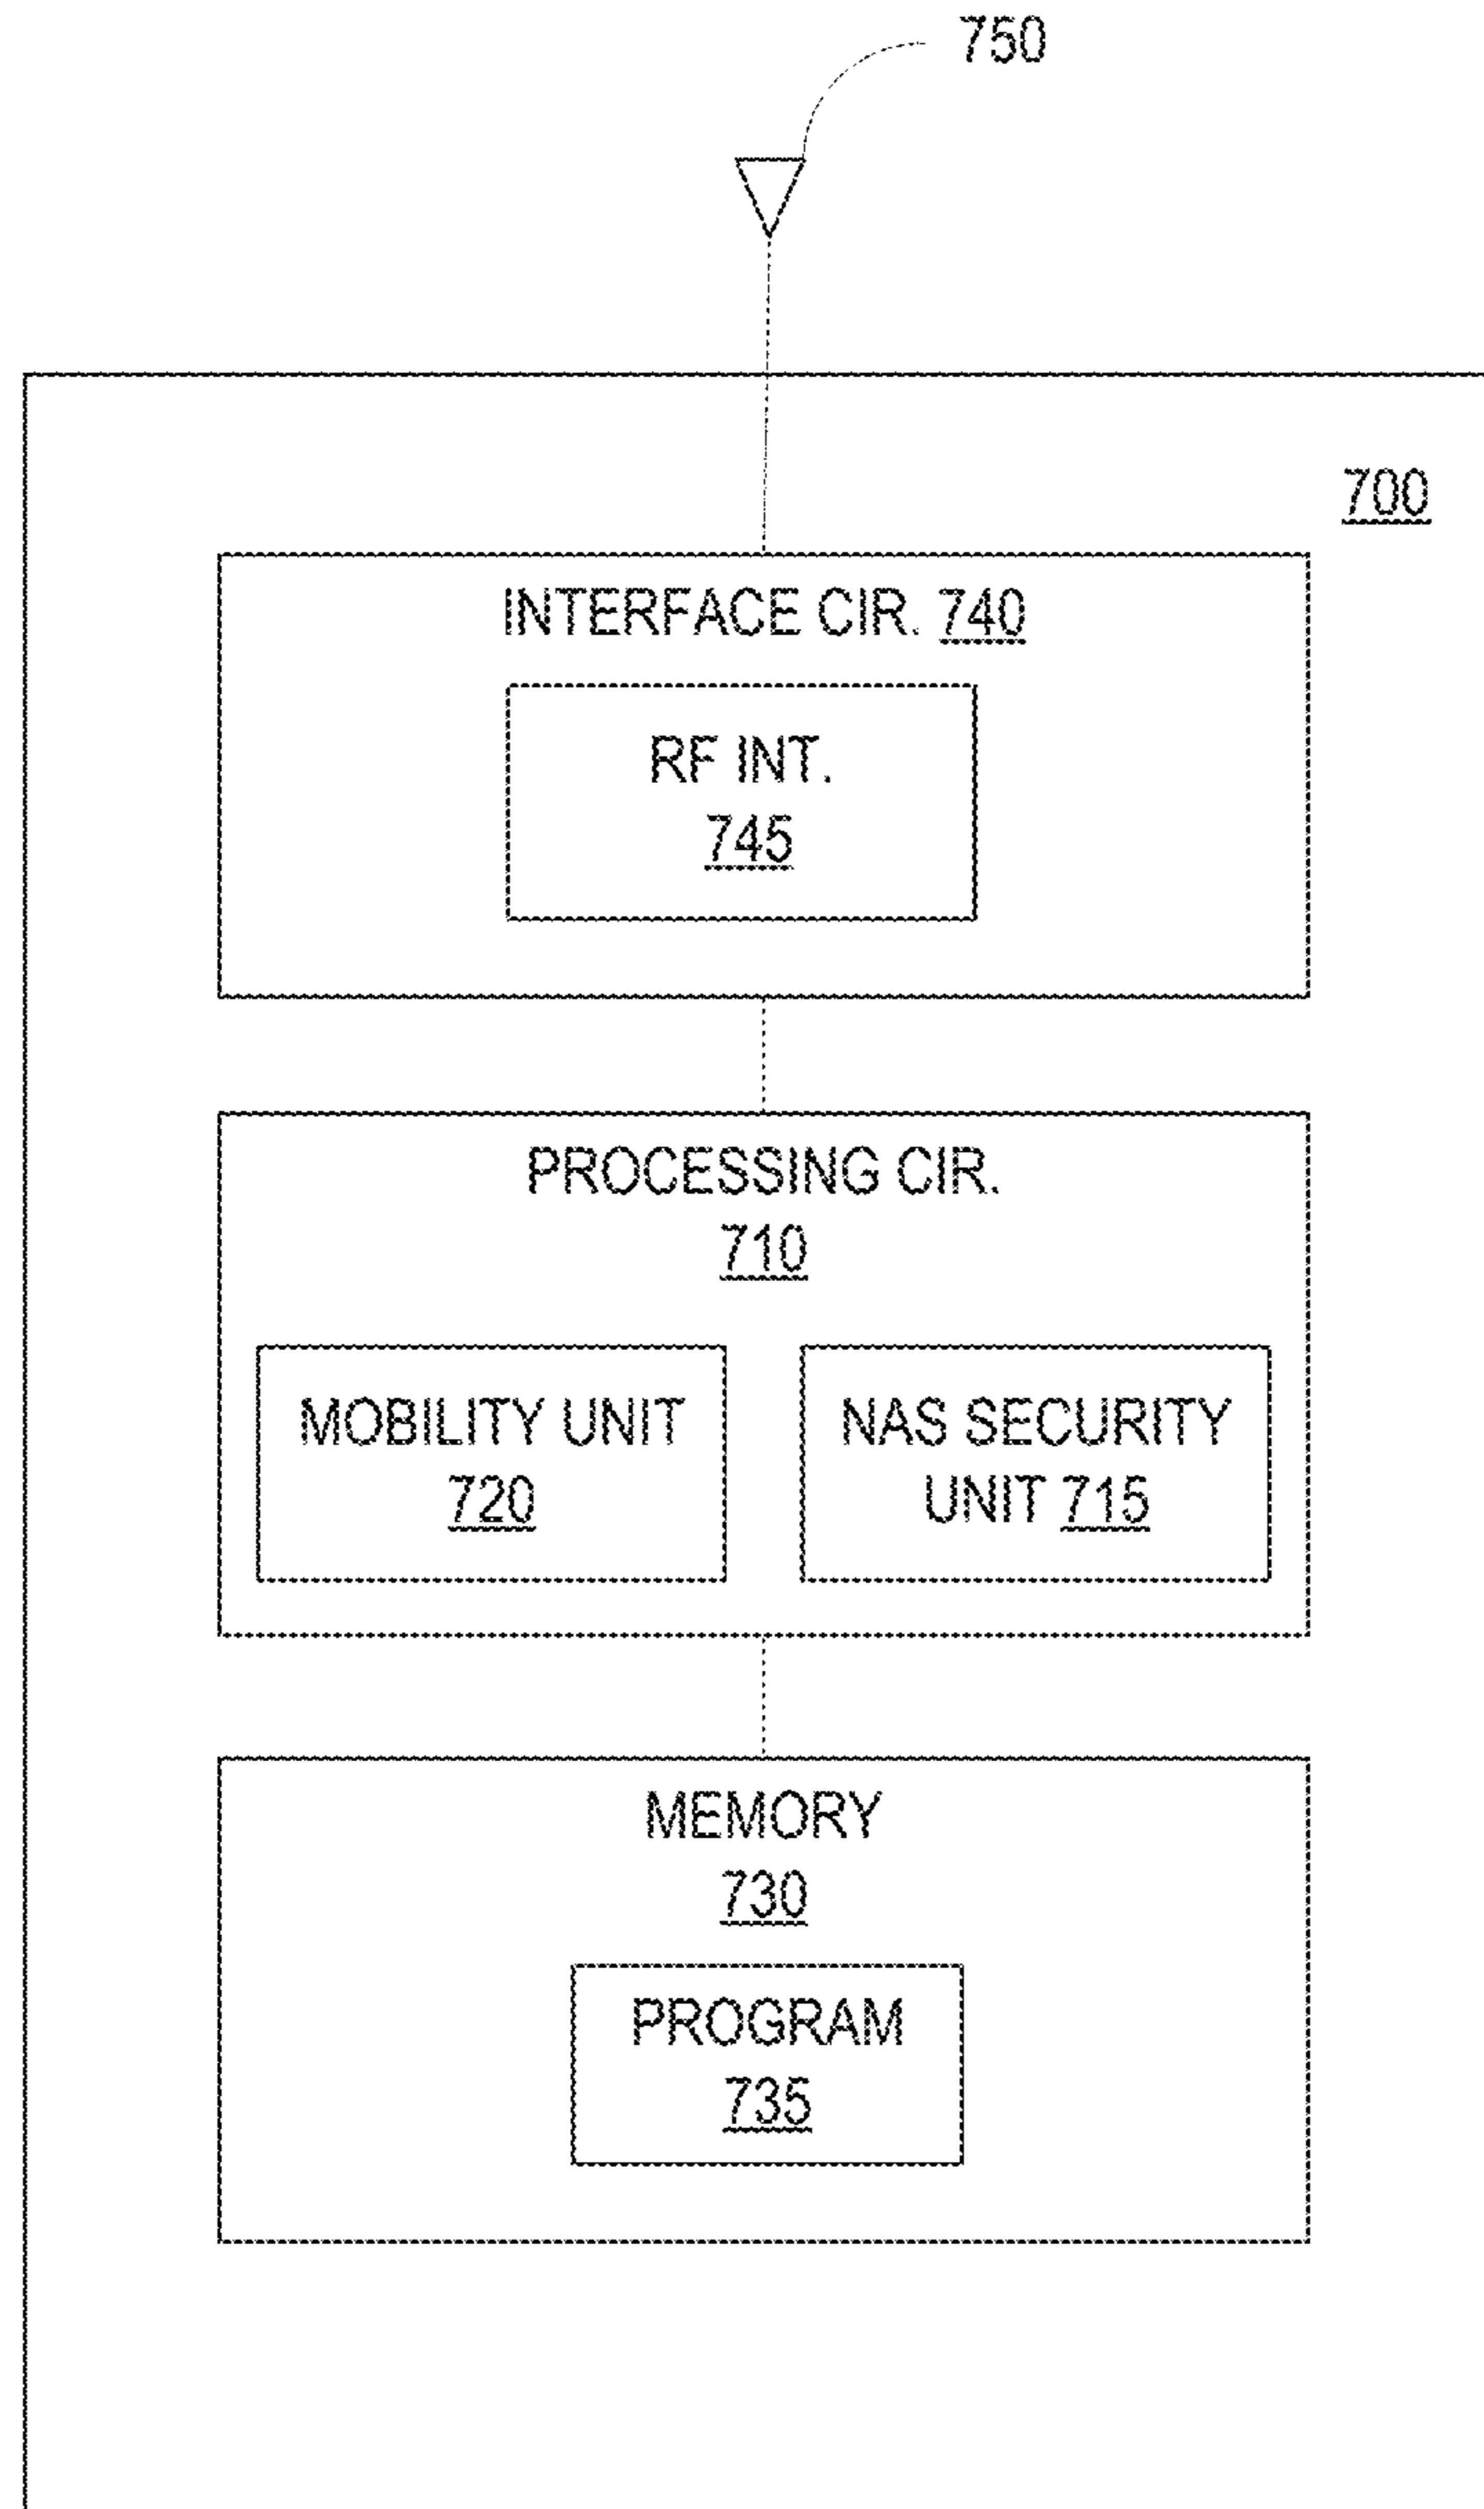 750
700
INTERFACE CIR. 740
RF INT.
745
PROCESSING CIR.
710
MOBILITY UNIT
720
NAS SECURITY
UNIT 715
MEMORY
730
PROGRAM
735